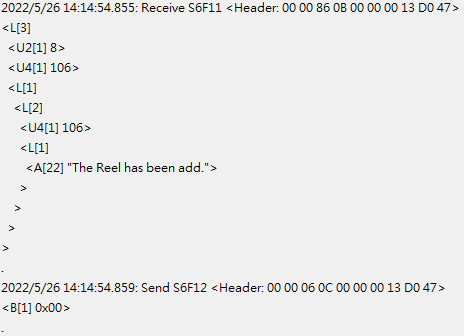 2022/5/26 14:14:54.855: Receive S6F11 <Header: 00 00 86 0B 00 00 00 13 D0 47>
<L[3]
<U2[1] 8>
<U4[1] 106>
<L[1]
<L[2]
<U4[1] 106>
<L[1]
<A[22] "The Reel has been add.">
>
>
>
>
.
2022/5/26 14:14:54.859: Send S6F12 <Header: 00 00 06 0C 00 00 00 13 D0 47>
<B[1] 0x00>
.